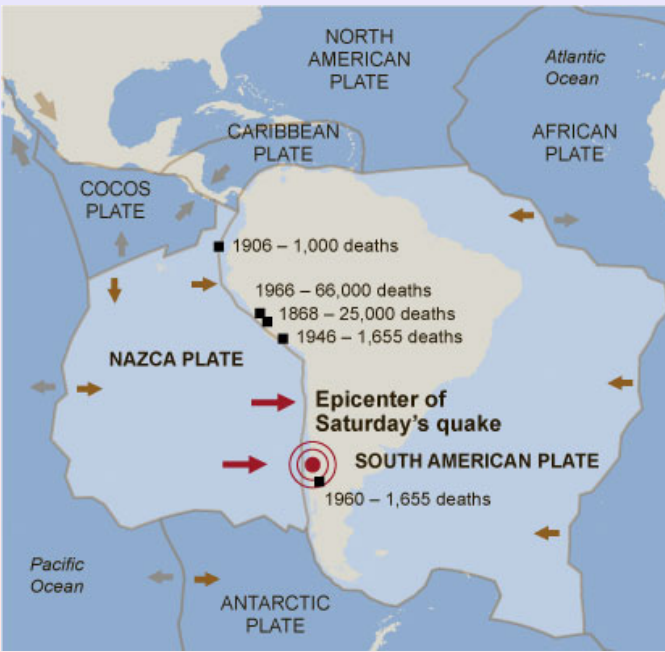 NORTH
AMERICAN
PLATE
Atlantic
Ocean
CARIBBEAN
PLATE
AFRICAN
PLATE
COCOS
PLATE
1906 – 1,000 deaths
1966 – 66,000 deaths
1868 – 25,000 deaths
1946 – 1,655 deaths
NAZCA PLATE
Epicenter of
Saturday's quake
SOUTH AMERICAN PLATE
1960 – 1,655 deaths
Pacific
Ocean
ANTARCTIC
PLATE